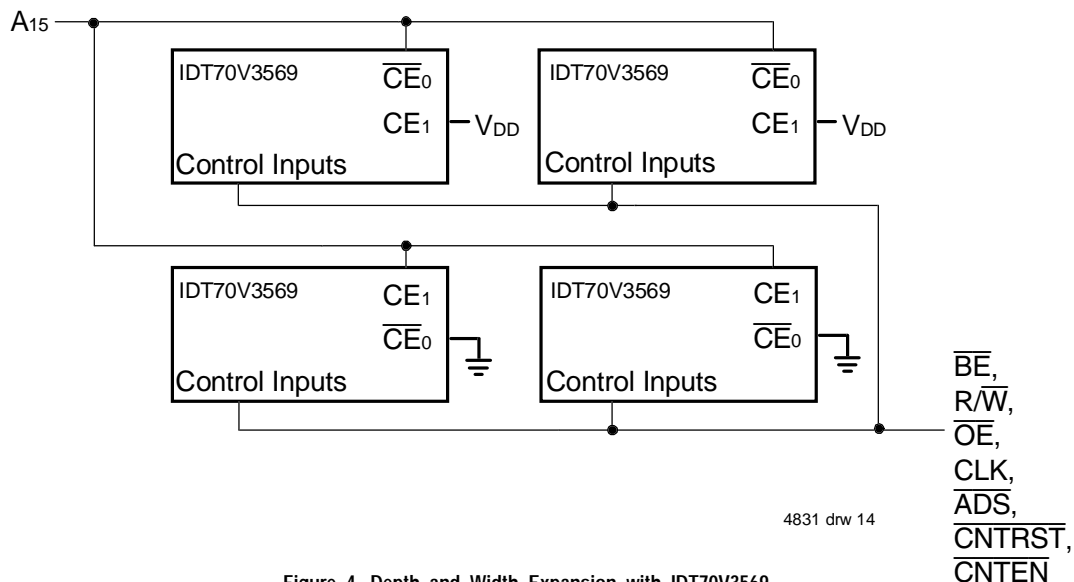 A15
IDT70V3569
CE0
CE1
VDD
Control Inputs
IDT70V3569
CE0
CE1
VDD
Control Inputs
IDT70V3569
CE1
CE0
Control Inputs
IDT70V3569
CE1
CE0
Control Inputs
BE,
R/W,
OE,
CLK,
ADS,
CNTRST,
CNTEN
4831 drw 14
Figure 4. Depth and Width Expansion with IDT70V3569